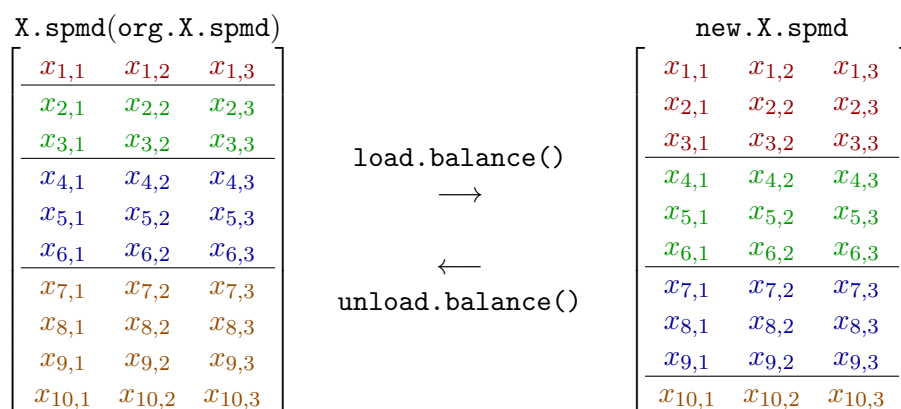 X.spmd(org.X.spmd)
x1,1 x1,2 x1,3
x2,1 x2,2 x2,3
x3,1 x3,2 x3,3
x4,1 x4,2 x4,3
x5,1 x5,2 x5,3
x6,1 x6,2 x6,3
x7,1 x7,2 x7,3
x8,1 x8,2 x8,3
x9,1 x9,2 x9,3
x10,1 x10,2 x10,3
load.balance()
⟶
⟵
unload.balance()
new.X.spmd
x1,1 x1,2 x1,3
x2,1 x2,2 x2,3
x3,1 x3,2 x3,3
x4,1 x4,2 x4,3
x5,1 x5,2 x5,3
x6,1 x6,2 x6,3
x7,1 x7,2 x7,3
x8,1 x8,2 x8,3
x9,1 x9,2 x9,3
x10,1 x10,2 x10,3